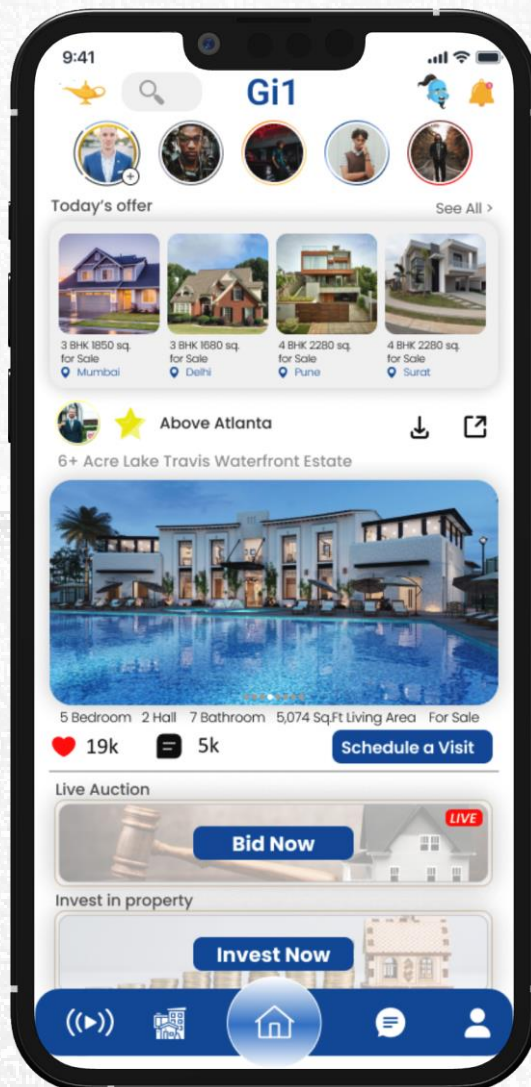 9:41
Gi1
Today's offer
See All >
3 BHK 1850 sq.
for Sale
Mumbai
3 BHK 1680 sq.
for Sale
Delhi
4 BHK 2280 sq.
for Sale
Pune
4 BHK 2280 sq.
for Sale
Surat
Above Atlanta
6+ Acre Lake Travis Waterfront Estate
5 Bedroom 2 Hall 7 Bathroom 5,074 Sq.Ft Living Area For Sale
19k 5k Schedule a Visit
Live Auction
LIVE
Bid Now
Invest in property
Invest Now